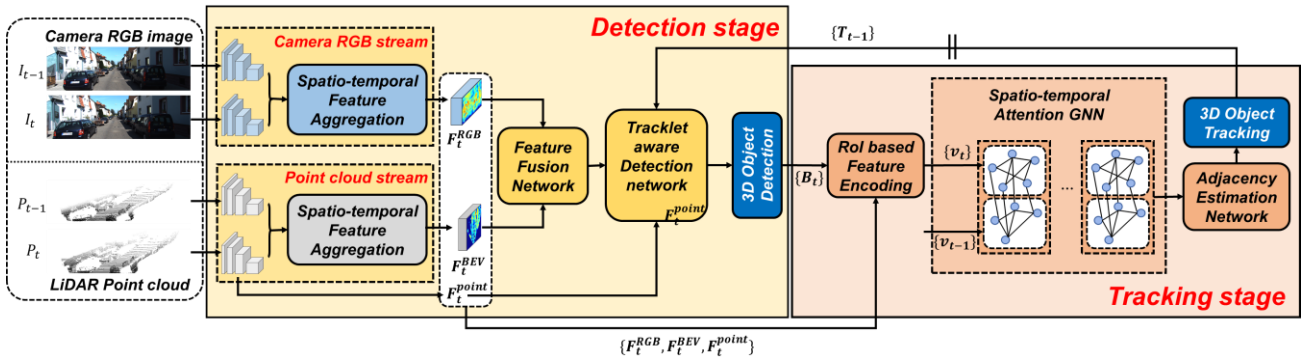 Camera RGB image
I_{t-1}
I_t
P_{t-1}
P_t
LiDAR Point cloud
Detection stage
Camera RGB stream
Spatio-temporal
Feature
Aggregation
Point cloud stream
Spatio-temporal
Feature
Aggregation
F_t^{RGB}
F_t^{BEV}
F_t^{point}
Feature
Fusion
Network
Tracklet
aware
Detection
network
F_t^{point}
3D Object
Detection
{T_{t-1}}
{B_t}
{F_t^{RGB}, F_t^{BEV}, F_t^{point}}
RoI based
Feature
Encoding
{v_t}
{v_{t-1}}
Spatio-temporal
Attention GNN
...
3D Object
Tracking
Adjacency
Estimation
Network
Tracking stage